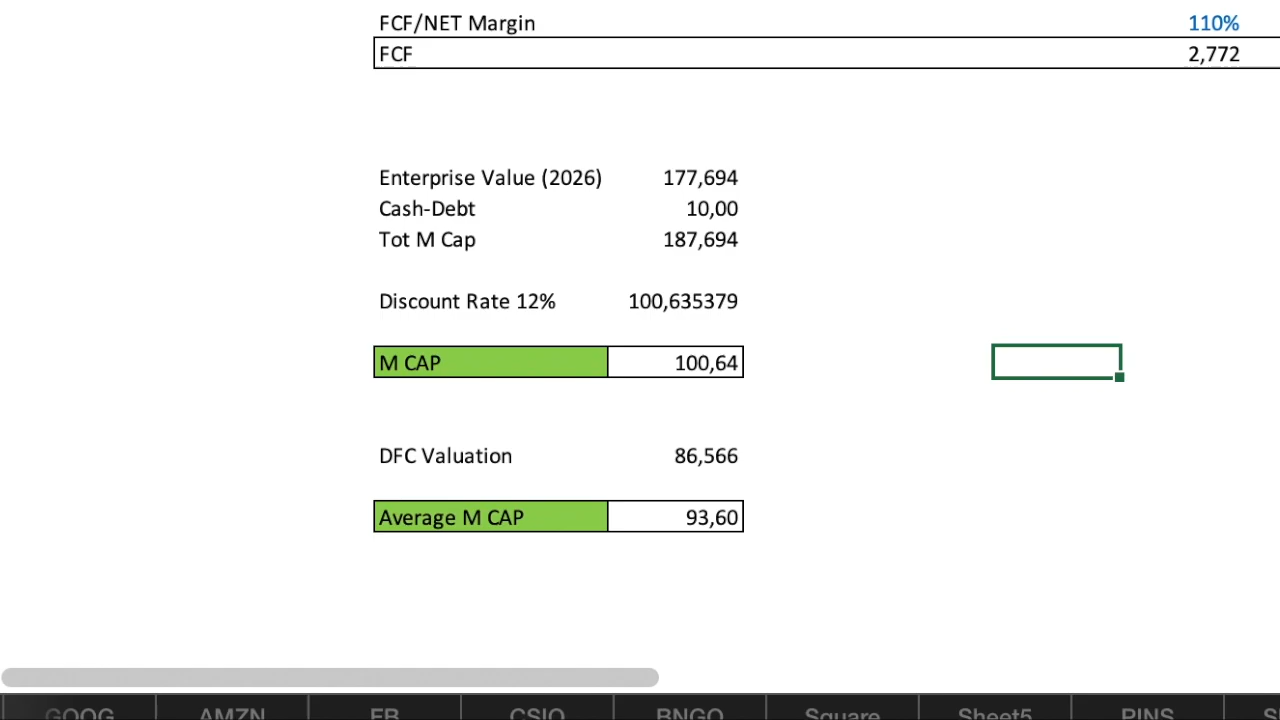 FCF/NET Margin 110%
FCF 2,772
Enterprise Value (2026) 177,694
Cash-Debt 10,00
Tot M Cap 187,694
Discount Rate 12% 100,635379
M CAP 100,64
DFC Valuation 86,566
Average M CAP 93,60
GOOG AMZN FB CSIQ BNGO Square Sheet5 PINS